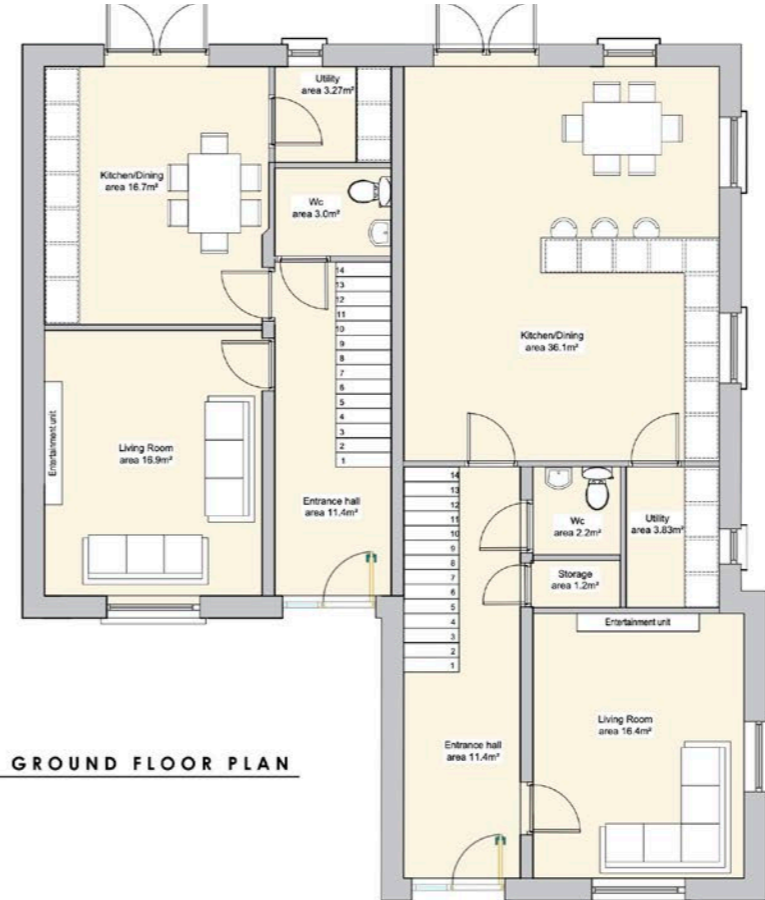 Utility
area 3.27m²
Kitchen/Dining
area 16.7m²
Wc
area 3.0m²
14
13
12
11
10
9
8
7
6
5
4
3
2
1
Entertainment unit
Living Room
area 16.9m²
Entrance hall
area 11.4m²
Kitchen/Dining
area 36.1m²
14
13
12
11
10
9
8
7
6
5
4
3
2
1
Wc
area 2.2m²
Utility
area 3.83m²
Storage
area 1.2m²
Entertainment unit
Living Room
area 16.4m²
Entrance hall
area 11.4m²
GROUND FLOOR PLAN